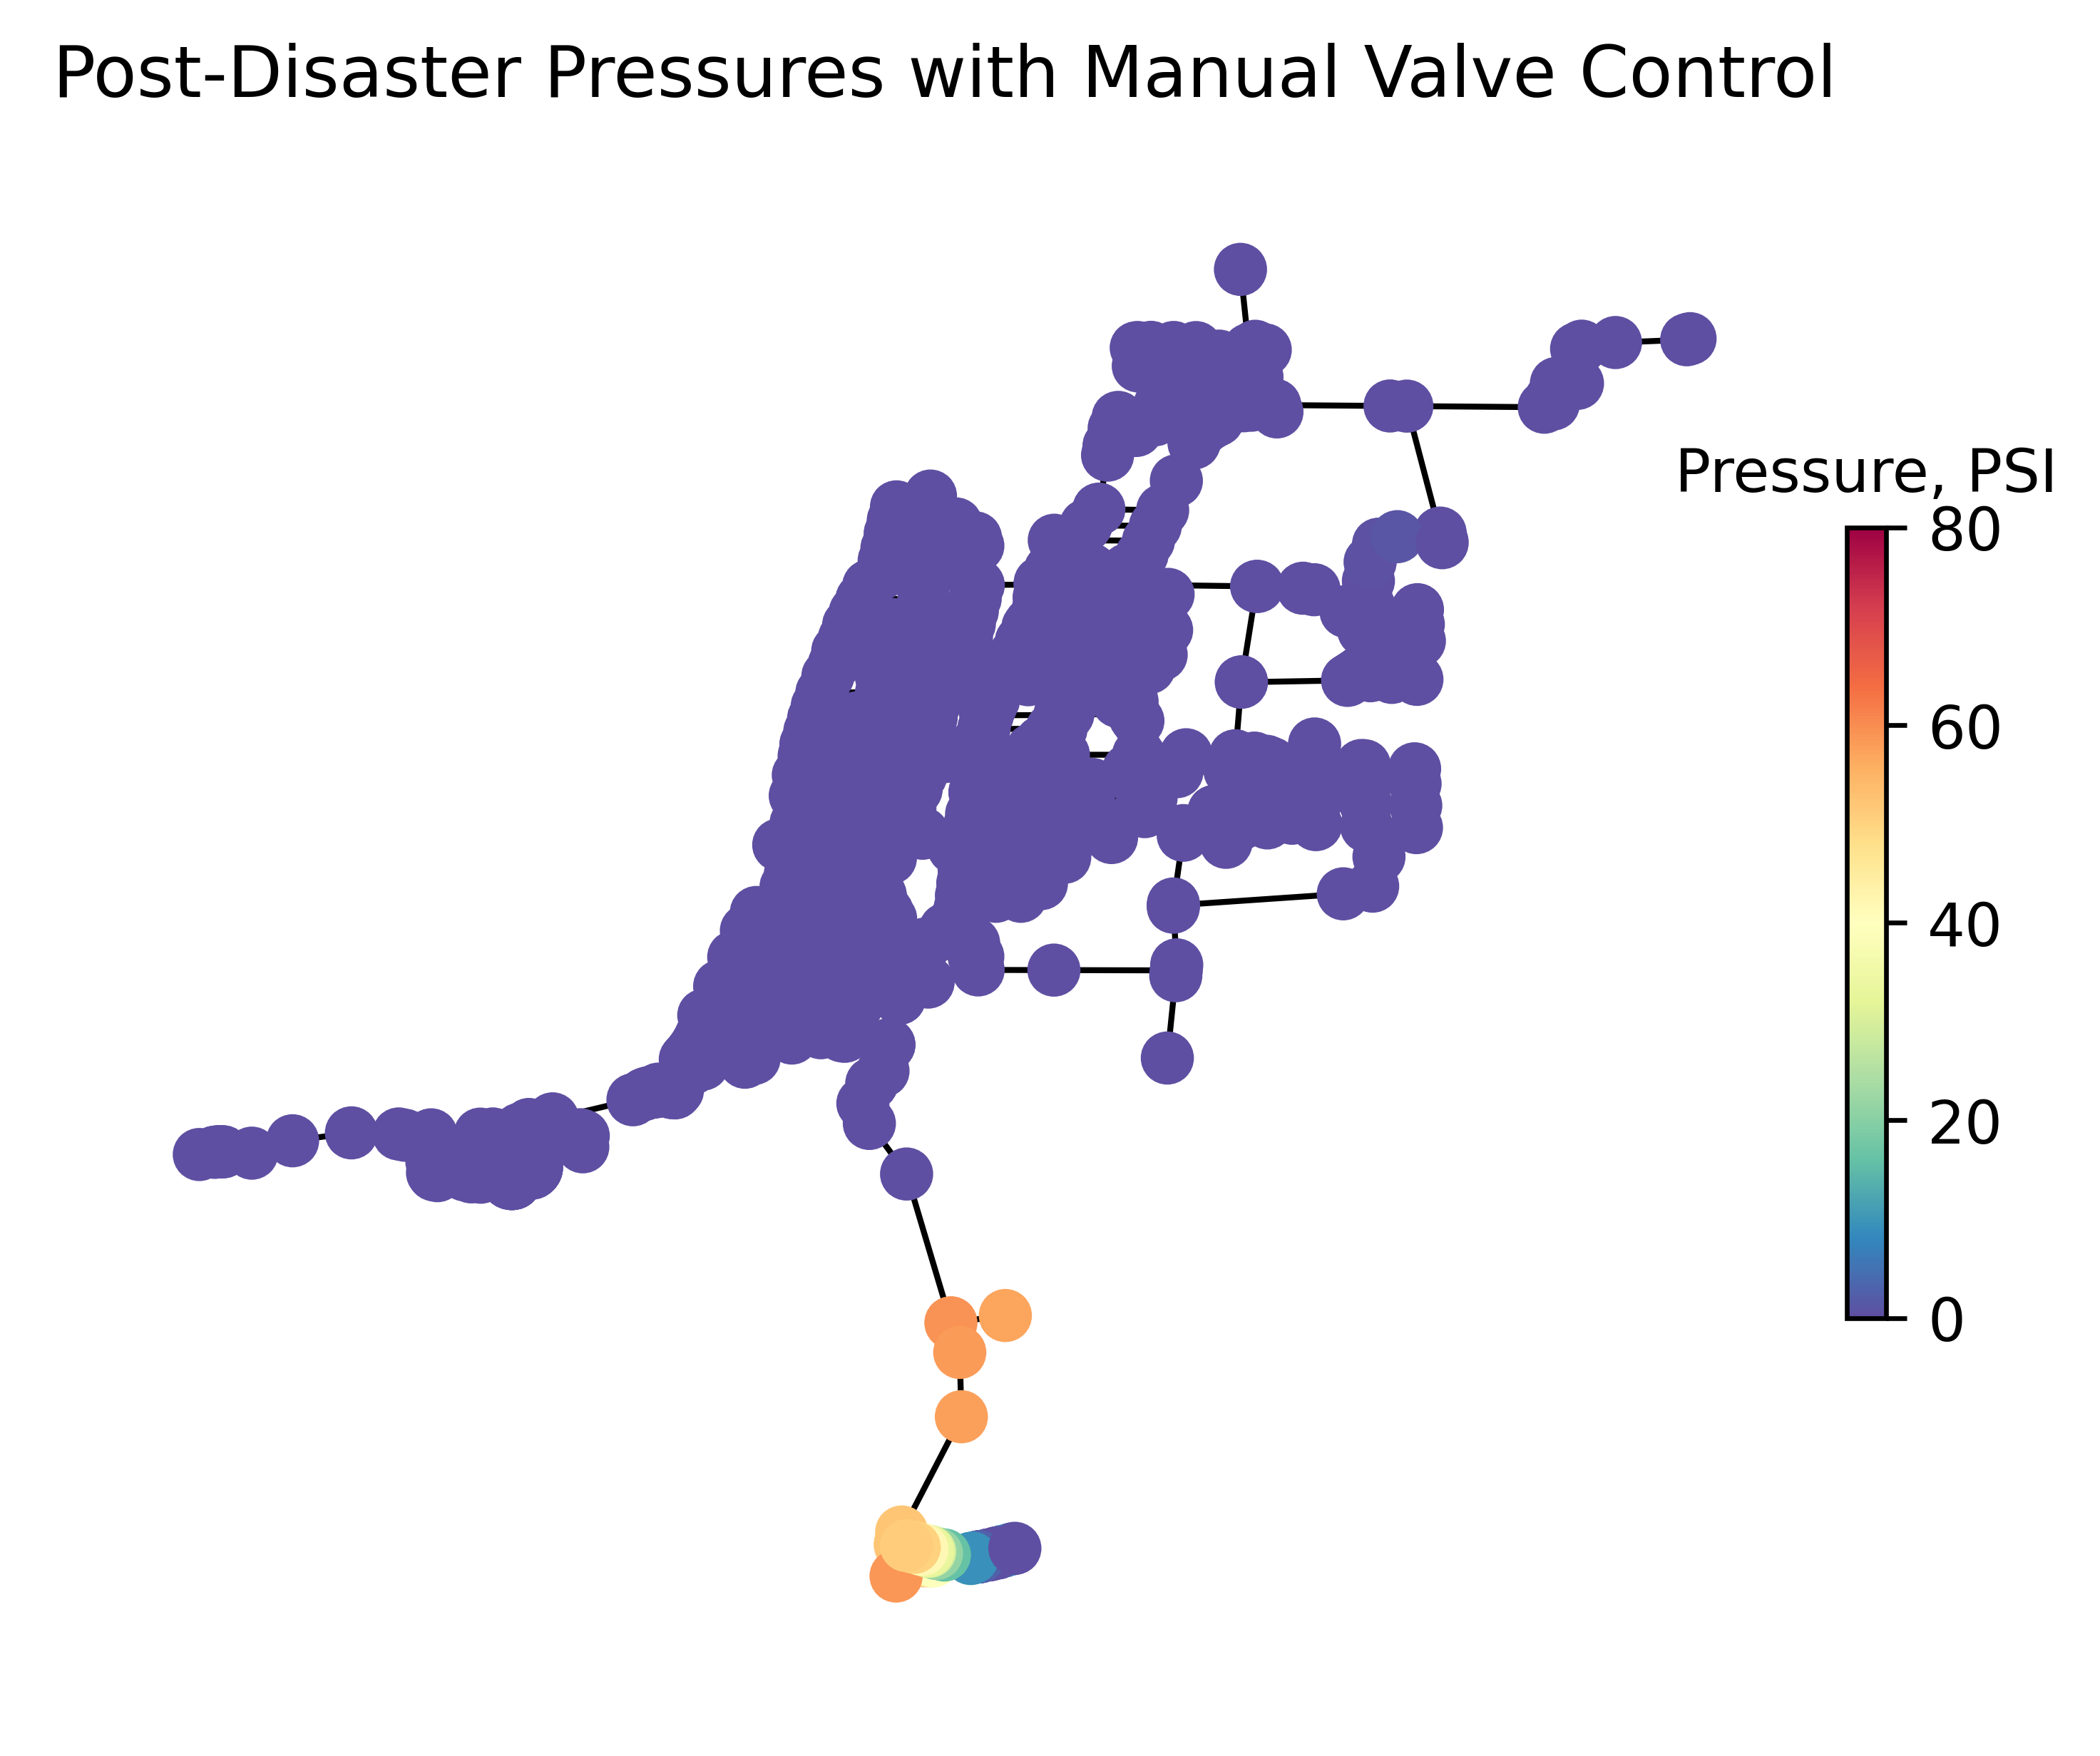 Post-Disaster Pressures with Manual Valve Control
Pressure, PSI
80
60
40
20
0